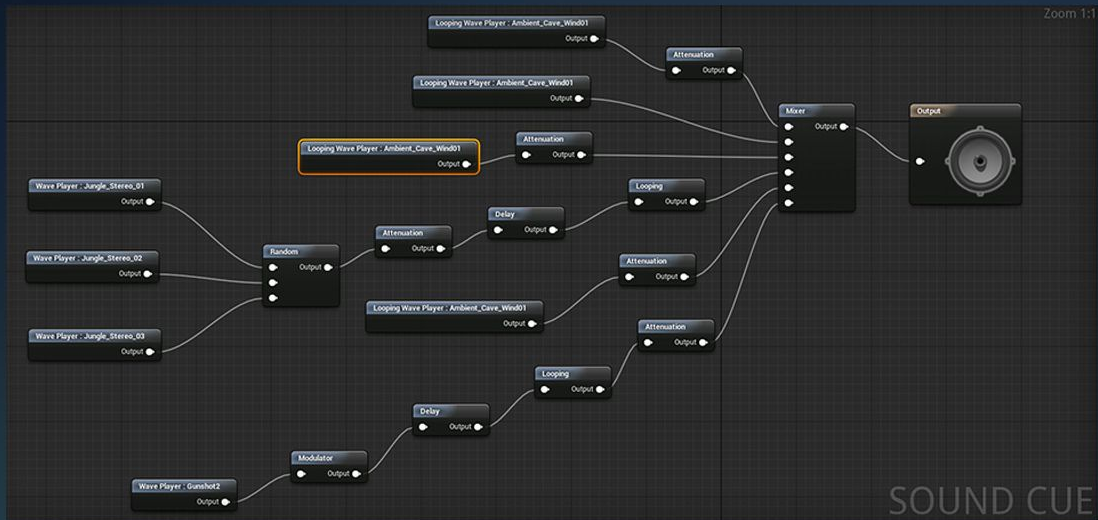 Zoom 1:1
Looping Wave Player : Ambient_Cave_Wind01
Output
Attenuation
Output
Looping Wave Player : Ambient_Cave_Wind01
Output
Mixer
Output
Output
Looping Wave Player : Ambient_Cave_Wind01
Output
Attenuation
Output
Wave Player : Jungle_Stereo_01
Output
Looping
Output
Delay
Output
Attenuation
Output
Random
Output
Wave Player : Jungle_Stereo_02
Output
Attenuation
Output
Looping Wave Player : Ambient_Cave_Wind01
Output
Wave Player : Jungle_Stereo_03
Output
Attenuation
Output
Looping
Output
Delay
Output
Modulator
Output
Wave Player : Gunshot2
Output
SOUND CUE